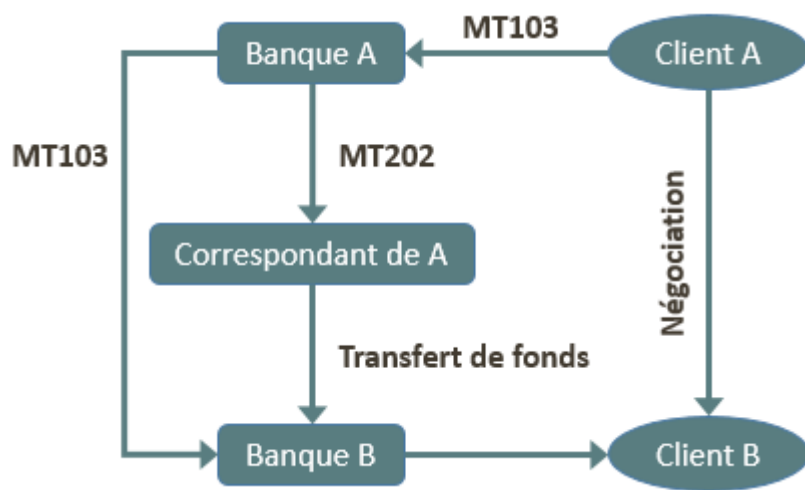 MT103
Banque A
Client A
MT103
MT202
Négociation
Correspondant de A
Transfert de fonds
Banque B
Client B